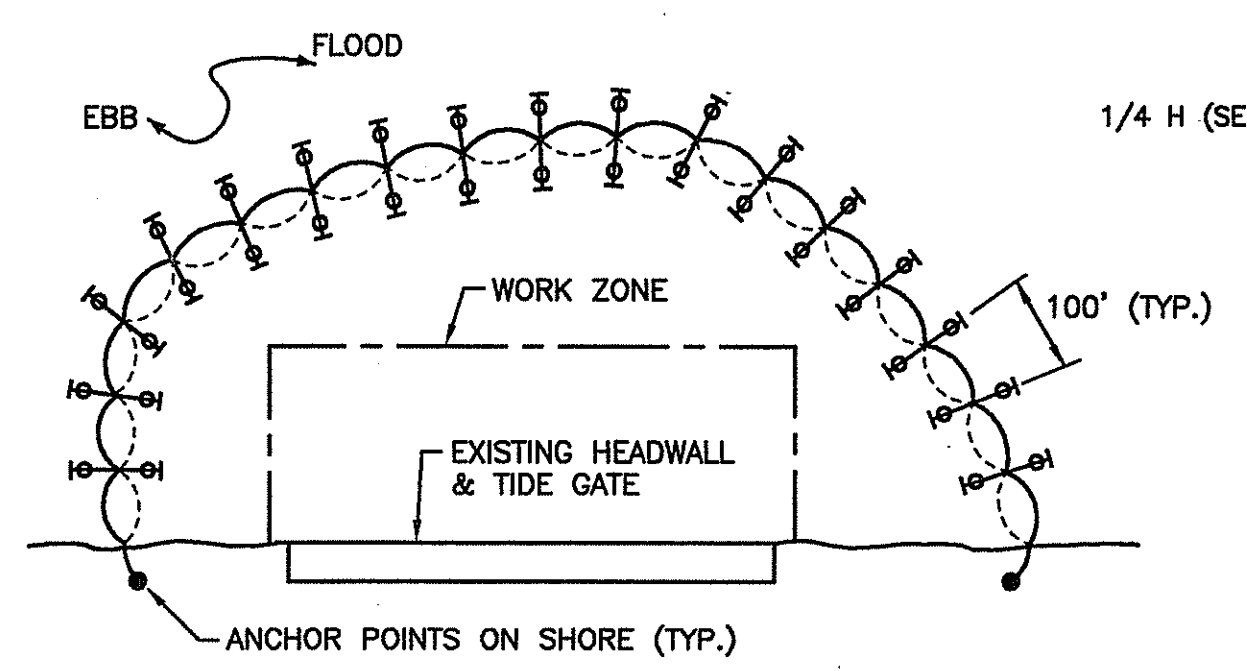 FLOOD
EBB
1/4 H (SE
WORK ZONE
100' (TYP.)
EXISTING HEADWALL
& TIDE GATE
ANCHOR POINTS ON SHORE (TYP.)